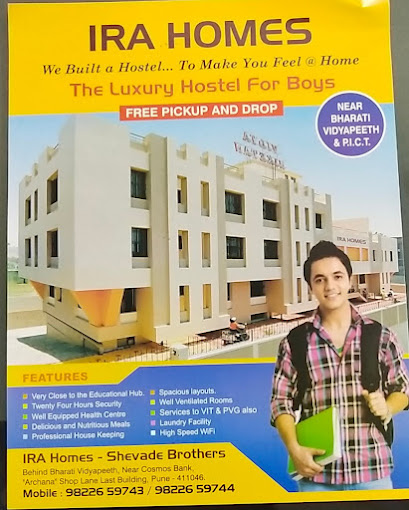 IRA HOMES
We Built a Hostel... To Make You Feel @ Home
The Luxury Hostel For Boys
FREE PICKUP AND DROP
NEAR
BHARATI
VIDYAPEETH
& P.I.C.T.
IRA HOMES
FEATURES
Very Close to the Educational Hub.
Twenty Four Hours Security
Well Equipped Health Centre
Delicious and Nutritious Meals
Professional House Keeping
Spacious layouts.
Well Ventilated Rooms
Services to VIT & PVG also
Laundry Facility
High Speed WiFi
IRA Homes - Shevade Brothers
Behind Bharati Vidyapeeth, Near Cosmos Bank,
"Archana" Shop Lane Last Building, Pune - 411046.
Mobile : 98226 59743 / 98226 59744